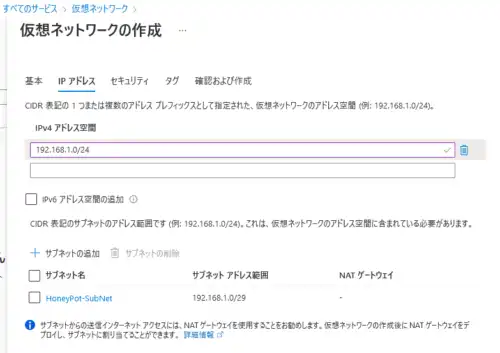 すべてのサービス > 仮想ネットワーク >
仮想ネットワークの作成 …
基本 IP アドレス セキュリティ タグ 確認および作成
CIDR 表記の 1 つまたは複数のアドレス プレフィックスとして指定された、仮想ネットワークのアドレス空間 (例: 192.168.1.0/24)。
IPv4 アドレス空間
192.168.1.0/24
IPv6 アドレス空間の追加
CIDR 表記のサブネットのアドレス範囲です (例: 192.168.1.0/24)。これは、仮想ネットワークのアドレス空間に含まれている必要があります。
+ サブネットの追加 サブネットの削除
サブネット名 サブネット アドレス範囲 NAT ゲートウェイ
HoneyPot-SubNet 192.168.1.0/29 -
サブネットからの送信インターネット アクセスには、NAT ゲートウェイを使用することをお勧めします。仮想ネットワークの作成後に NAT ゲートウェイをデ
プロイし、サブネットに割り当てることができます。 詳細情報